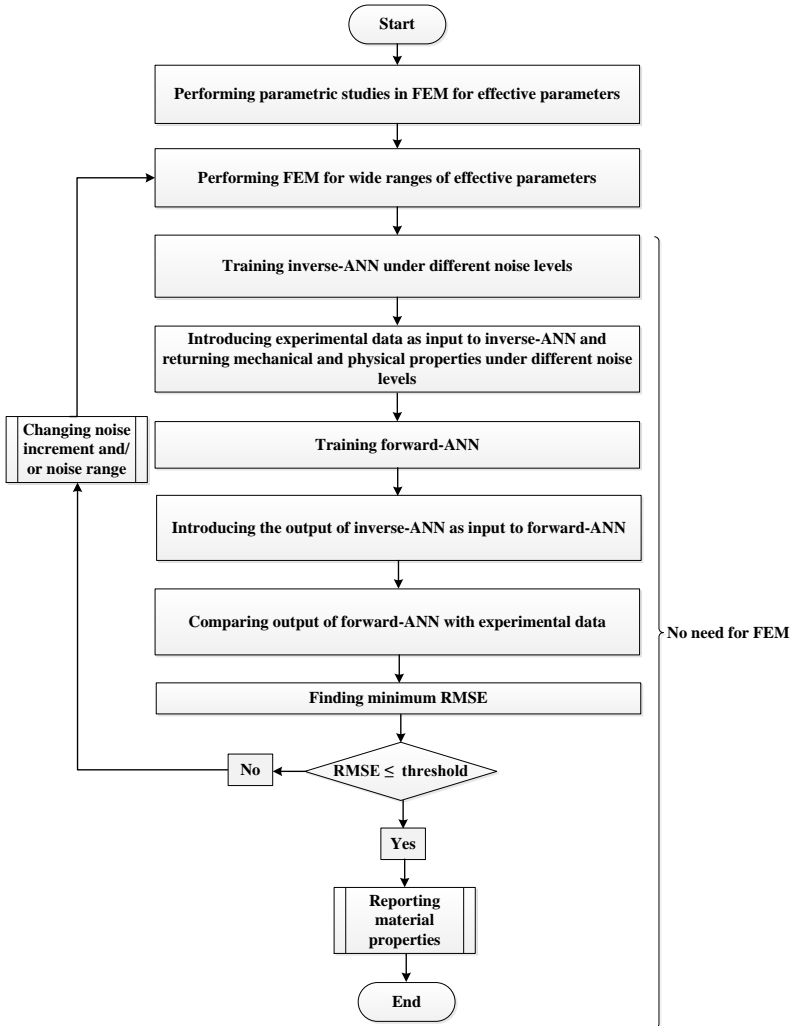 Start
Performing parametric studies in FEM for effective parameters
Performing FEM for wide ranges of effective parameters
Training inverse-ANN under different noise levels
Introducing experimental data as input to inverse-ANN and
returning mechanical and physical properties under different noise
levels
Changing noise
increment and/
or noise range
Training forward-ANN
Introducing the output of inverse-ANN as input to forward-ANN
Comparing output of forward-ANN with experimental data
No need for FEM
Finding minimum RMSE
No
RMSE ≤ threshold
Yes
Reporting
material
properties
End